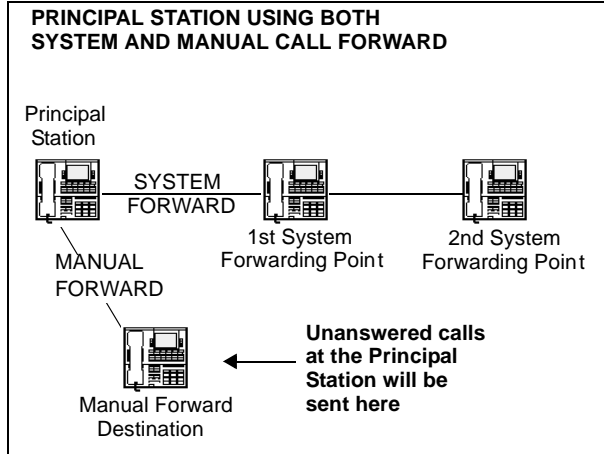 PRINCIPAL STATION USING BOTH
SYSTEM AND MANUAL CALL FORWARD
Principal
Station
SYSTEM
FORWARD
1st System
Forwarding Point
2nd System
Forwarding Point
MANUAL
FORWARD
Unanswered calls
at the Principal
Station will be
sent here
Manual Forward
Destination